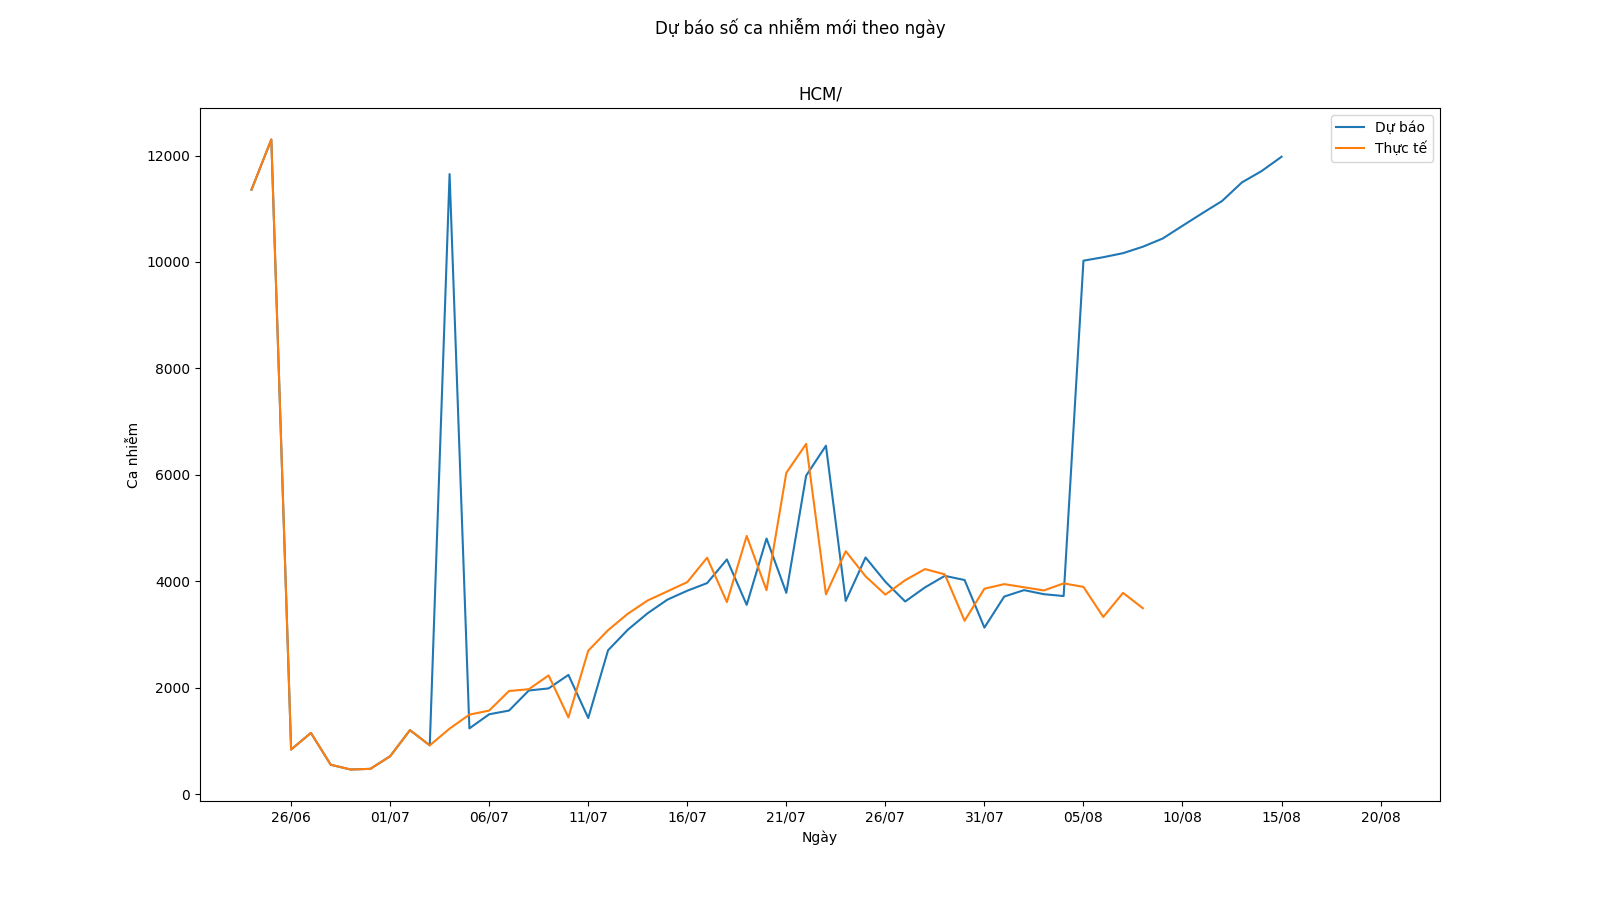 Dự báo số ca nhiễm mới theo ngày
HCM/
Dự báo
Thực tế
12000
10000
8000
6000
4000
2000
0
Ca nhiễm
26/06 01/07 06/07 11/07 16/07 21/07 26/07 31/07 05/08 10/08 15/08 20/08
Ngày